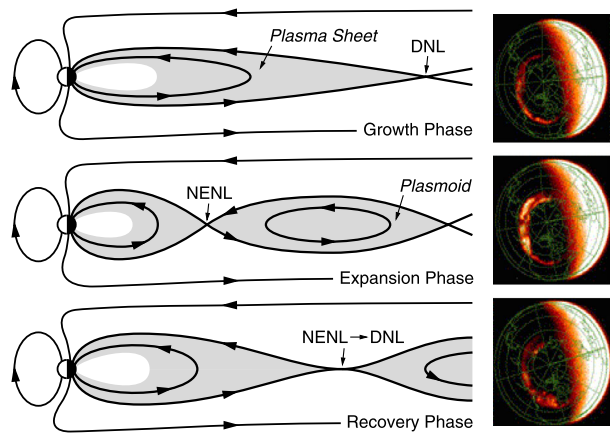 Plasma Sheet
DNL
Growth Phase
NENL
Plasmoid
Expansion Phase
NENL→DNL
Recovery Phase